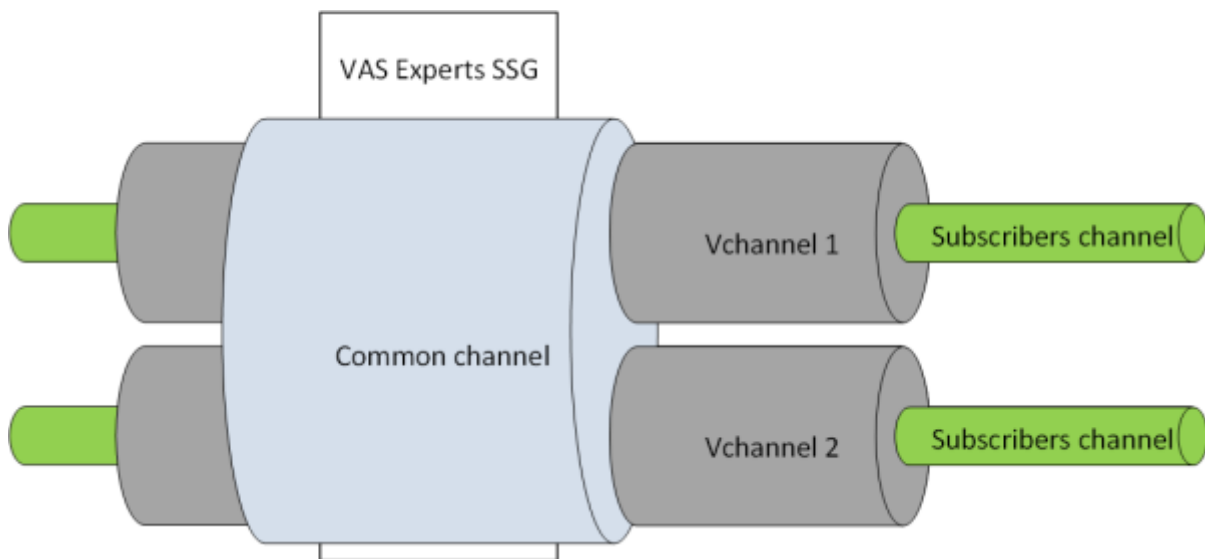 VAS Experts SSG
Vchannel 1
Subscribers channel
Common channel
Vchannel 2
Subscribers channel